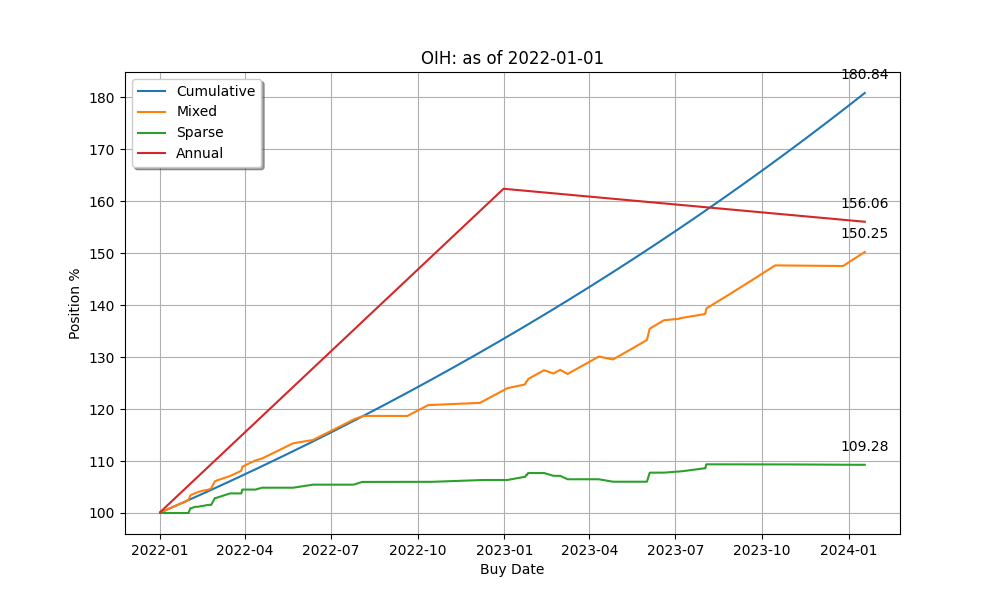 OIH: as of 2022-01-01
180.84
Cumulative
Mixed
Sparse
Annual
156.06
150.25
109.28
180
170
160
150
140
130
120
110
100
Position %
2022-01 2022-04 2022-07 2022-10 2023-01 2023-04 2023-07 2023-10 2024-01
Buy Date